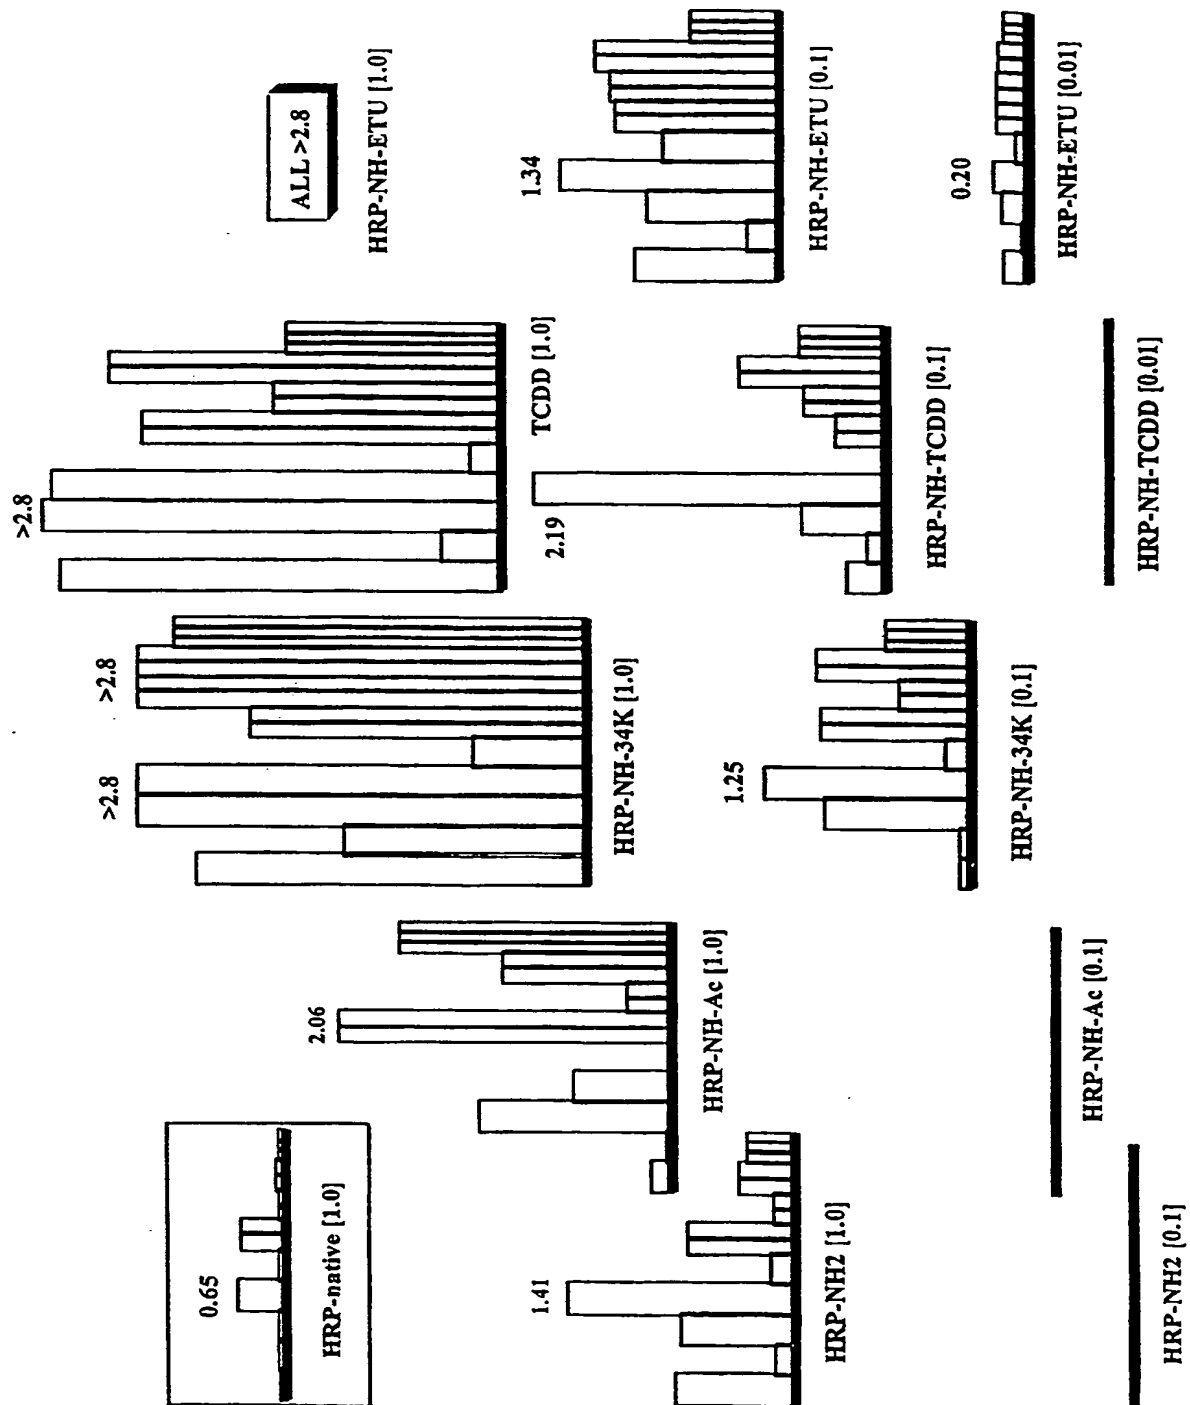 0.65
HRP-native [1.0]
1.41
HRP-NH2 [1.0]
HRP-NH2 [0.1]
2.06
HRP-NH-Ac [1.0]
HRP-NH-Ac [0.1]
>2.8
>2.8
HRP-NH-34K [1.0]
1.25
HRP-NH-34K [0.1]
>2.8
TCDD [1.0]
2.19
HRP-NH-TCDD [0.1]
HRP-NH-TCDD [0.01]
ALL >2.8
HRP-NH-ETU [1.0]
1.34
HRP-NH-ETU [0.1]
0.20
HRP-NH-ETU [0.01]